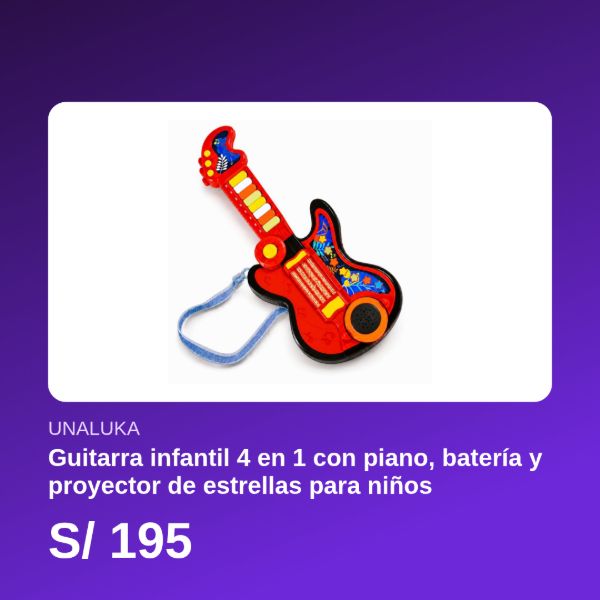 UNALUKA
Guitarra infantil 4 en 1 con piano, batería y
proyector de estrellas para niños
S/ 195